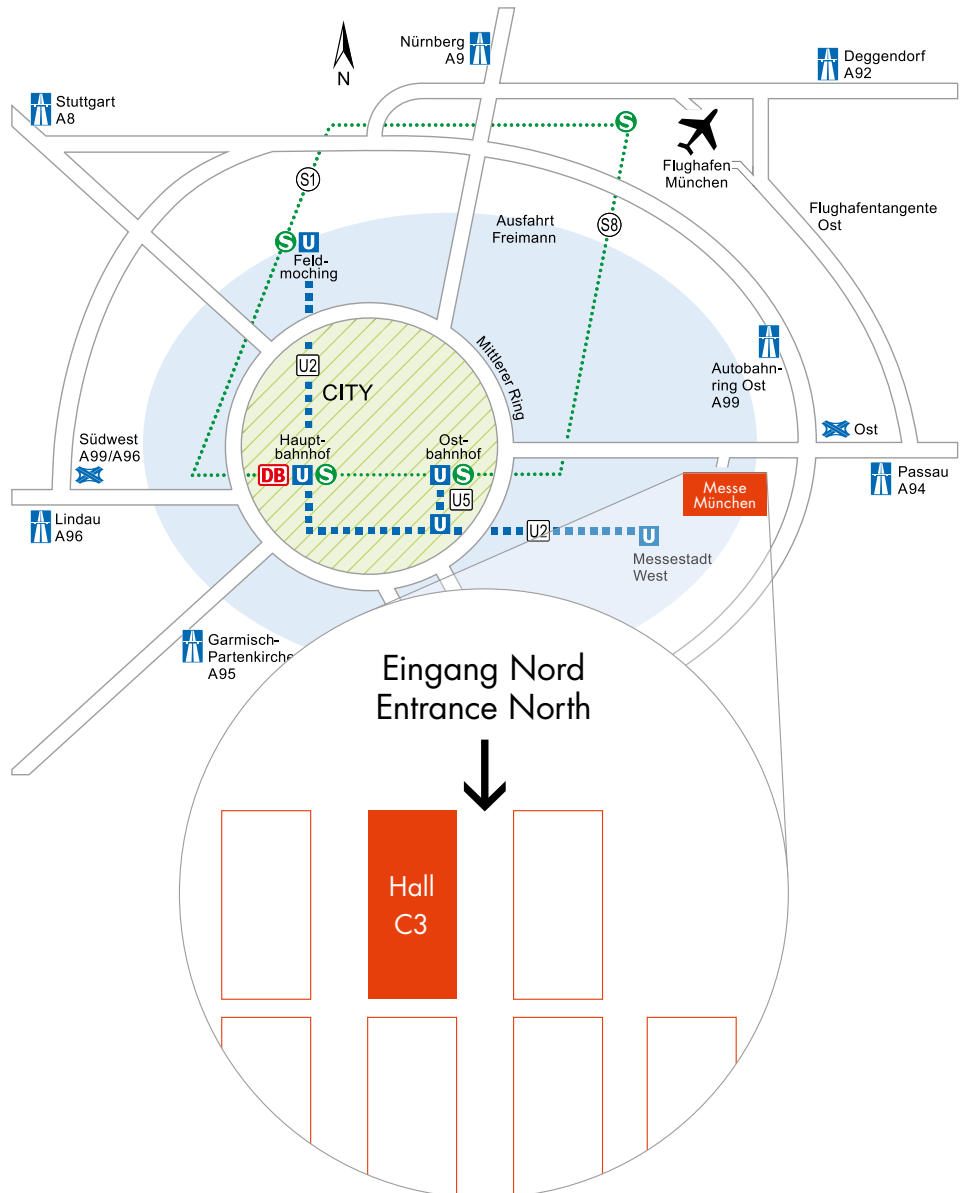 Nürnberg
A9
N
Deggendorf
A92
Stuttgart
A8
S
Flughafen
München
S1
Flughafentangente
Ost
Ausfahrt
Freimann
S8
S
U
Feld-
moching
Mittlerer Ring
U2
CITY
Autobahn-
ring Ost
A99
Südwest
A99/A96
Haupt-
bahnhof
Ost-
bahnhof
Ost
DB
U
S
U
S
Passau
A94
Messe
München
U5
Lindau
A96
U
U2
U
Messestadt
West
Garmisch-
Partenkirche
A95
Eingang Nord
Entrance North
Hall
C3